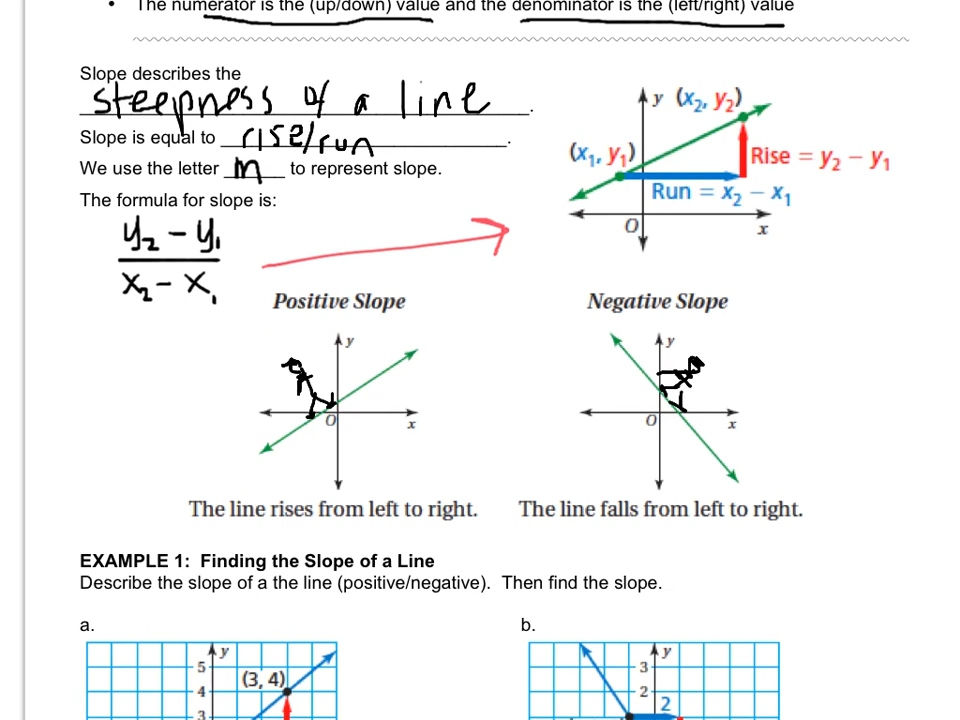 • The numerator is the (up/down) value and the denominator is the (left/right) value
Slope describes the
steepness of a line.
Slope is equal to rise/run.
We use the letter m to represent slope.
The formula for slope is:
y₂ - y₁
x₂ - x₁
y (x₂, y₂)
(x₁, y₁)
Rise = y₂ − y₁
Run = x₂ − x₁
O
x
Positive Slope
y
O
x
The line rises from left to right.
Negative Slope
y
O
x
The line falls from left to right.
EXAMPLE 1: Finding the Slope of a Line
Describe the slope of a the line (positive/negative). Then find the slope.
a.
y
5
(3, 4)
4
3
b.
y
3
2
2